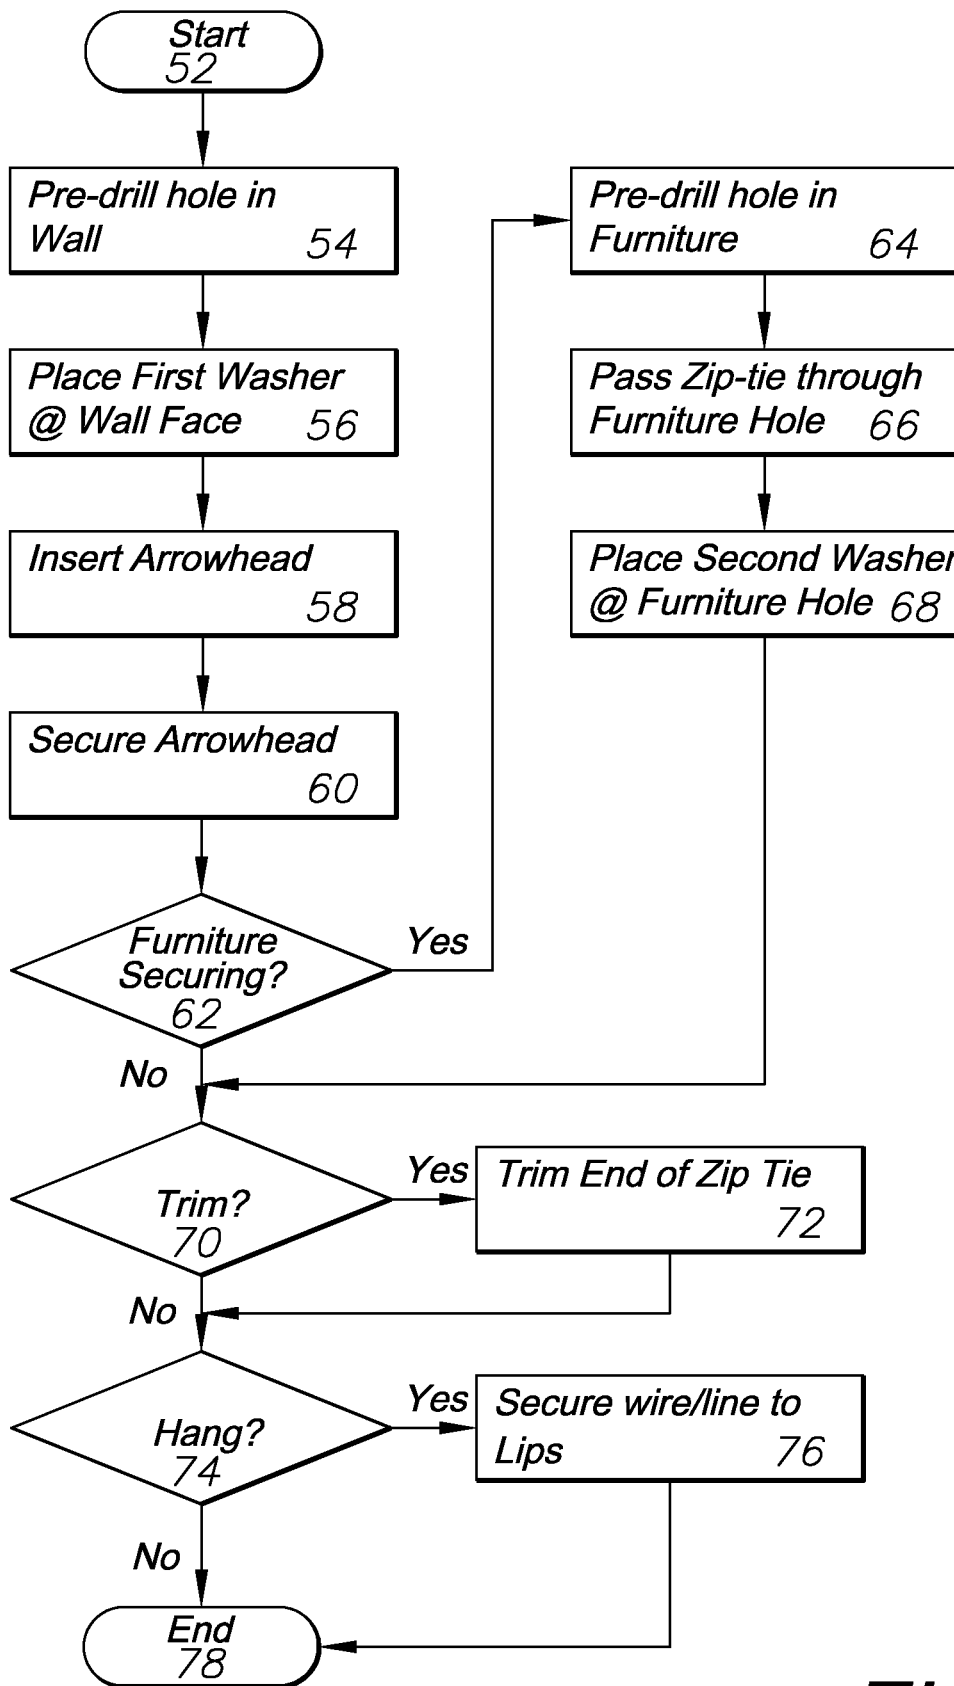 Start
52
Pre-drill hole in
Wall 54
Place First Washer
@ Wall Face 56
Insert Arrowhead
58
Secure Arrowhead
60
Furniture
Securing?
62
Yes
No
Pre-drill hole in
Furniture 64
Pass Zip-tie through
Furniture Hole 66
Place Second Washer
@ Furniture Hole 68
Trim?
70
Yes
No
Trim End of Zip Tie
72
Hang?
74
Yes
No
Secure wire/line to
Lips 76
End
78